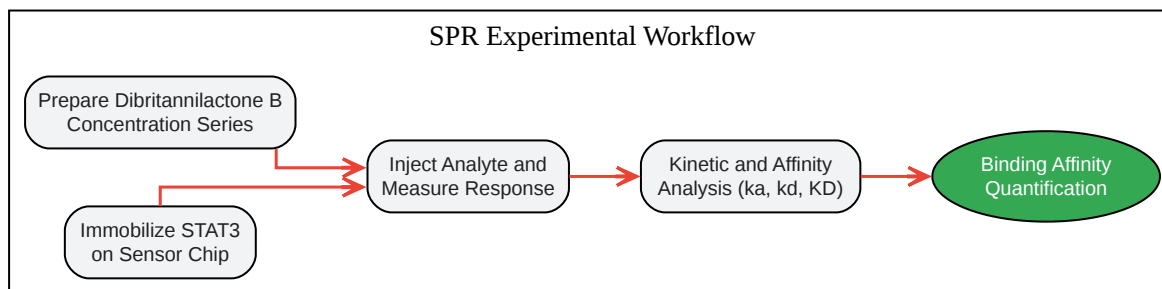 SPR Experimental Workflow
Prepare Dibritannilactone B
Concentration Series
Immobilize STAT3
on Sensor Chip
Inject Analyte and
Measure Response
Kinetic and Affinity
Analysis (ka, kd, KD)
Binding Affinity
Quantification